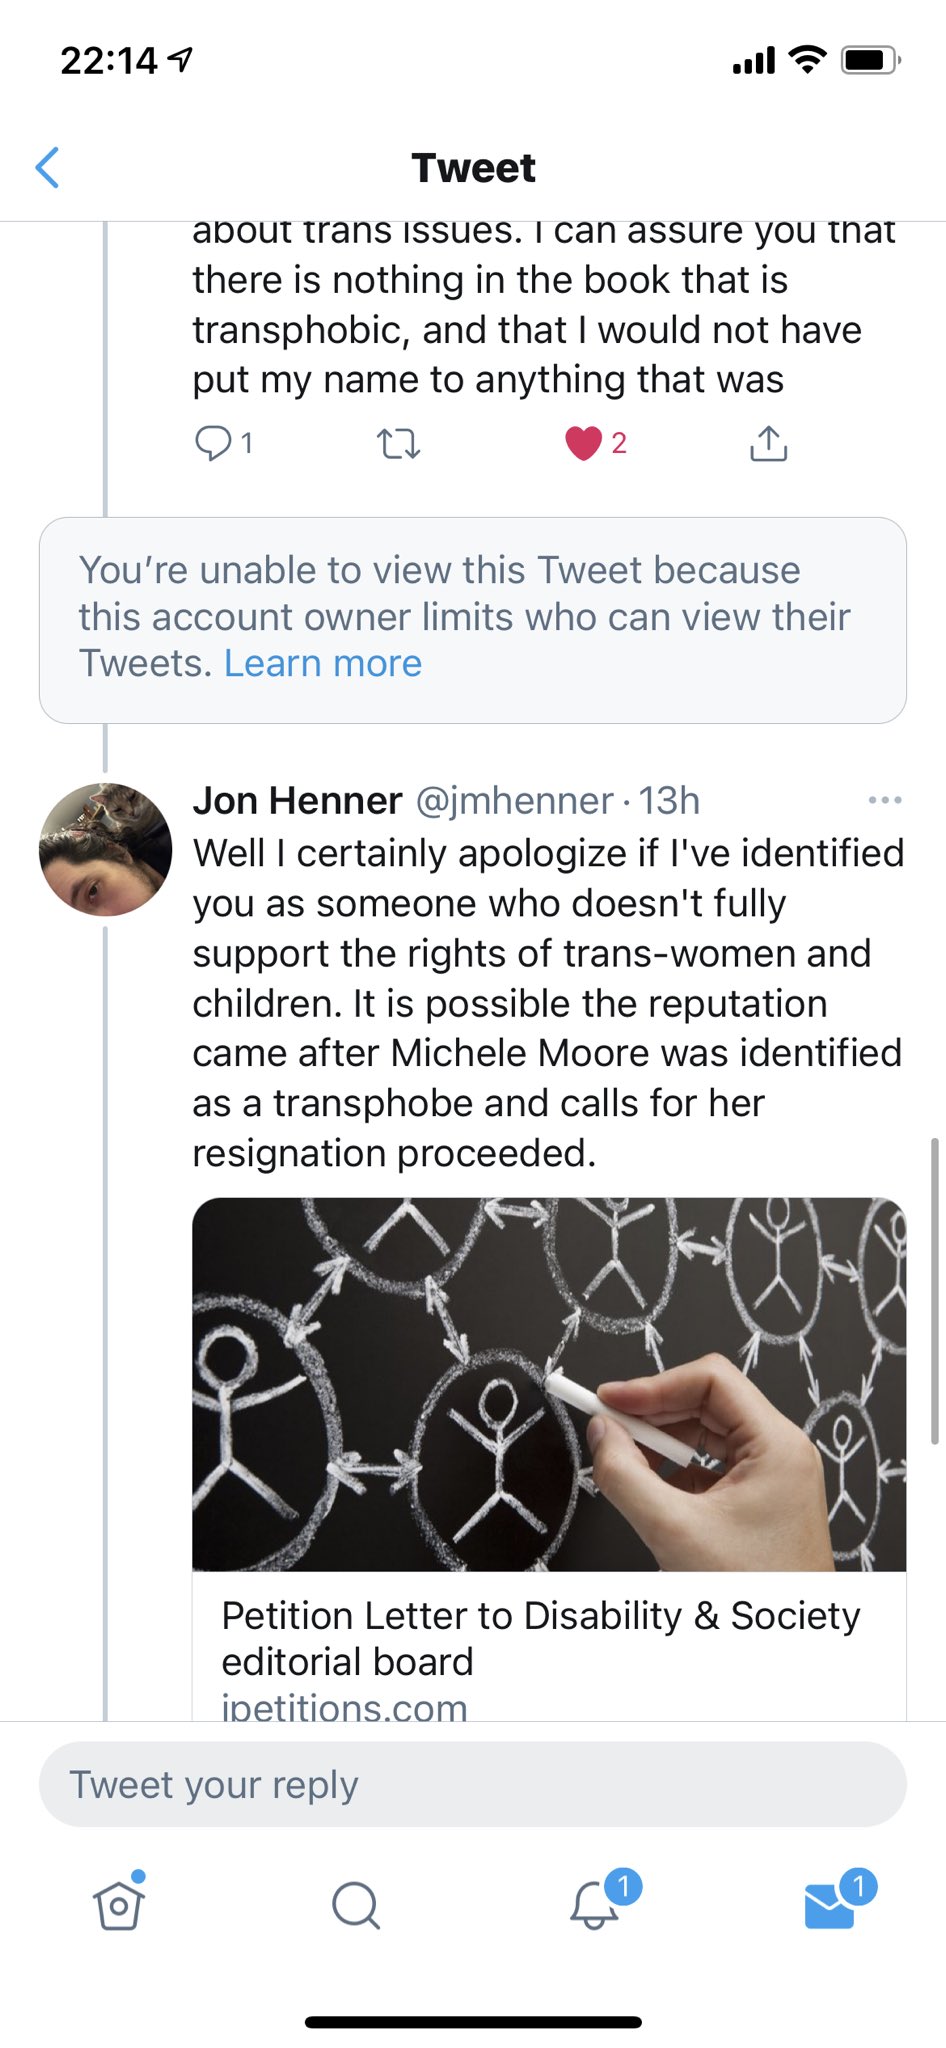 22:14
Tweet
about trans issues. I can assure you that
there is nothing in the book that is
transphobic, and that I would not have
put my name to anything that was
1
2
You’re unable to view this Tweet because
this account owner limits who can view their
Tweets. Learn more
Jon Henner @jmhenner · 13h
Well I certainly apologize if I've identified
you as someone who doesn't fully
support the rights of trans-women and
children. It is possible the reputation
came after Michele Moore was identified
as a transphobe and calls for her
resignation proceeded.
Petition Letter to Disability & Society
editorial board
ipetitions.com
Tweet your reply
1
1